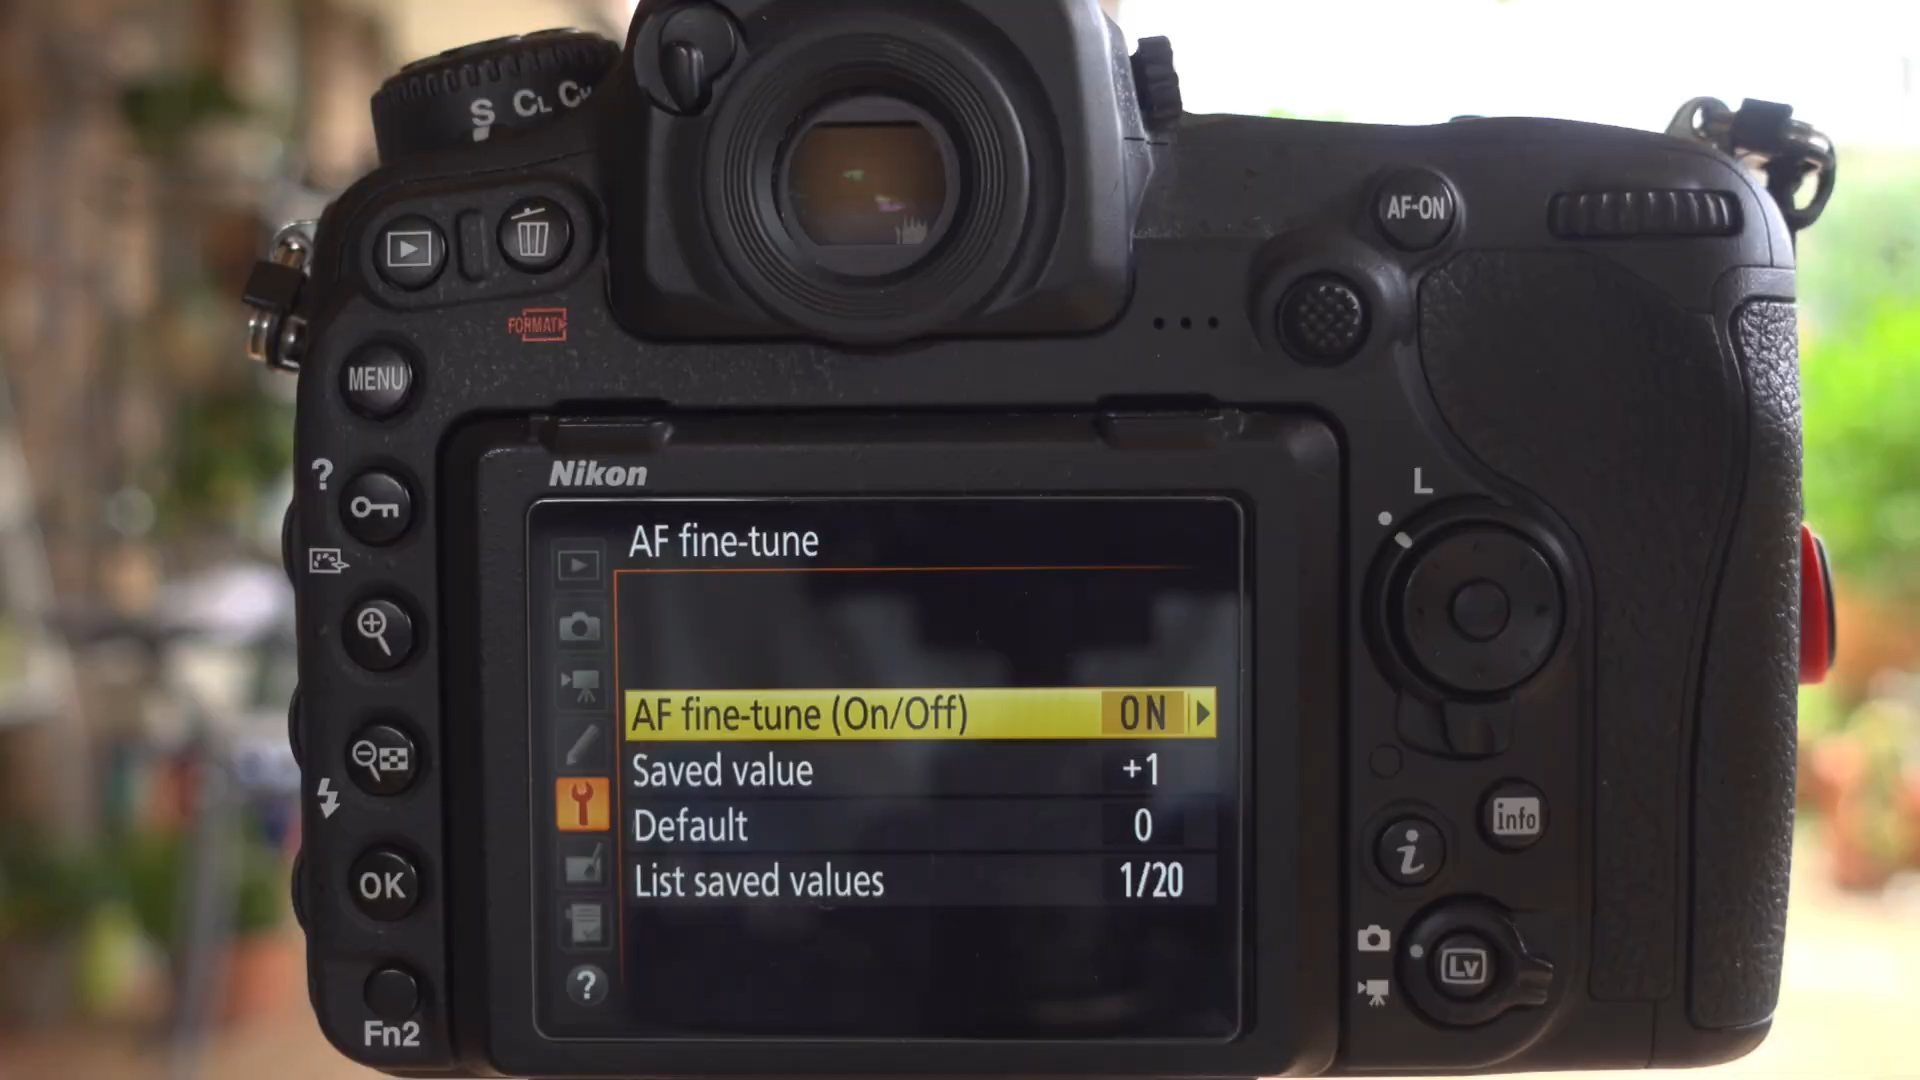 S CL CH
AF-ON
FORMAT
MENU
?
L
Nikon
AF fine-tune
AF fine-tune (On/Off) ON
Saved value +1
Default 0
List saved values 1/20
info
i
OK
Lv
?
Fn2